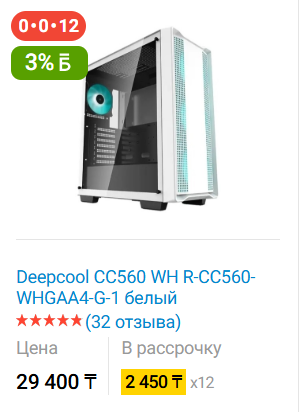 0·0·12
3% Б
Deepcool CC560 WH R-CC560-
WHGAA4-G-1 белый
(32 отзыва)
Цена
В рассрочку
29 400 ₸
2 450 ₸ x12